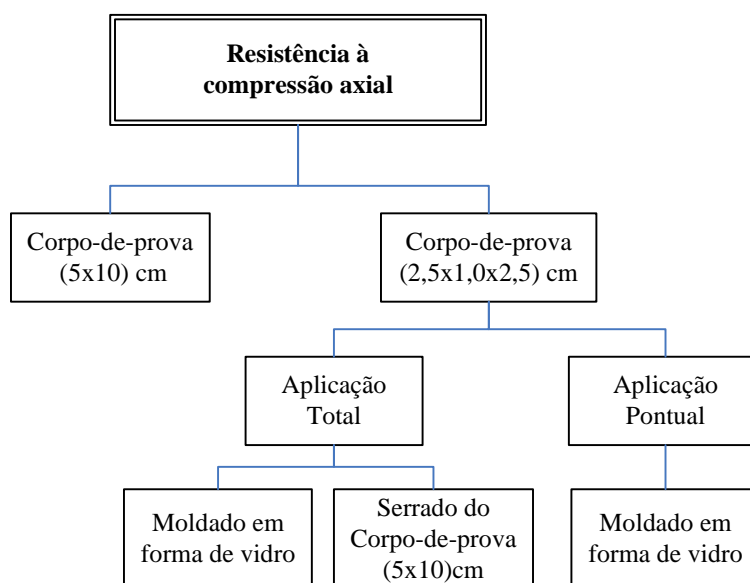 Resistência à
compressão axial
Corpo-de-prova
(5x10) cm
Corpo-de-prova
(2,5x1,0x2,5) cm
Aplicação
Total
Aplicação
Pontual
Moldado em
forma de vidro
Serrado do
Corpo-de-prova
(5x10)cm
Moldado em
forma de vidro